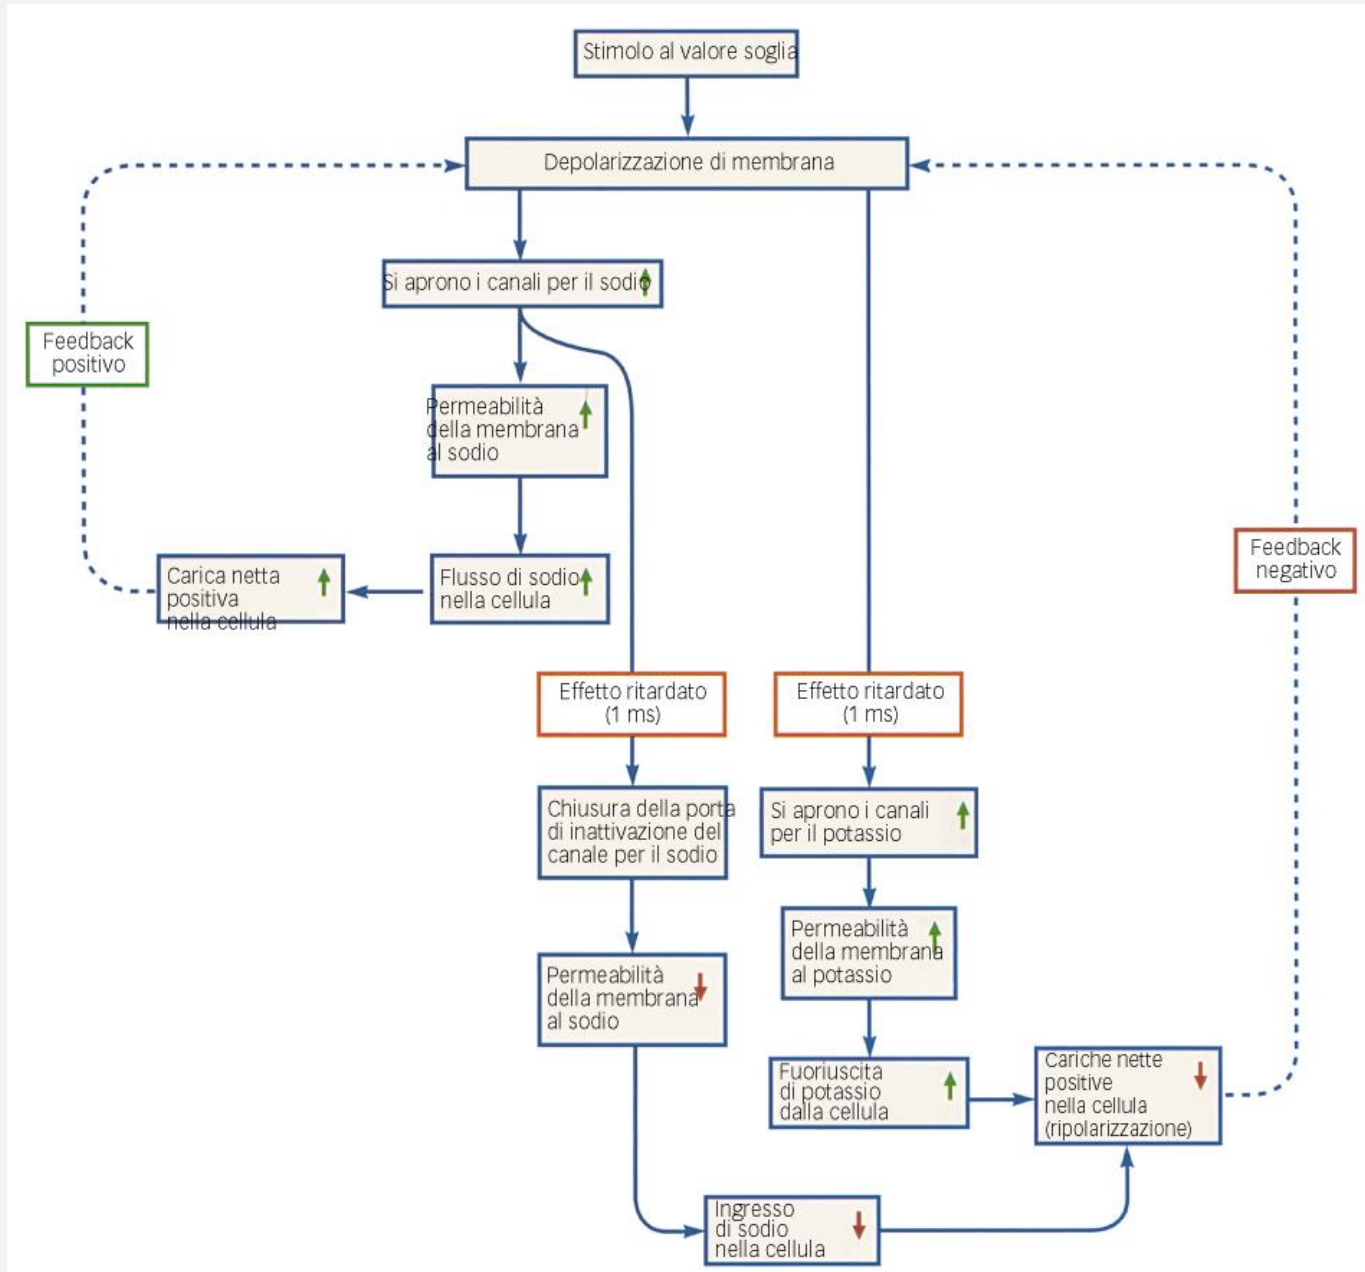 Stimolo al valore soglia
Depolarizzazione di membrana
Si aprono i canali per il sodio
Feedback
positivo
Permeabilità
della membrana
al sodio
Carica netta
positiva
nella cellula
Flusso di sodio
nella cellula
Feedback
negativo
Effetto ritardato
(1 ms)
Effetto ritardato
(1 ms)
Chiusura della porta
di inattivazione del
canale per il sodio
Si aprono i canali
per il potassio
Permeabilità
della membrana
al potassio
Permeabilità
della membrana
al sodio
Fuoriuscita
di potassio
dalla cellula
Cariche nette
positive
nella cellula
(ripolarizzazione)
Ingresso
di sodio
nella cellula